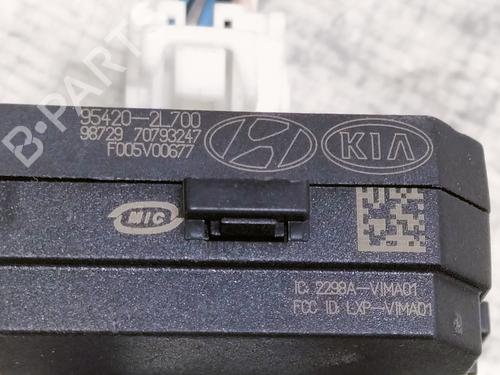 95420-2L700
98729 70793247
F005V00677
KIA
MIC
IC: 2298A-VIMA01
FCC ID: LXP-VIMA01
B-PARTS